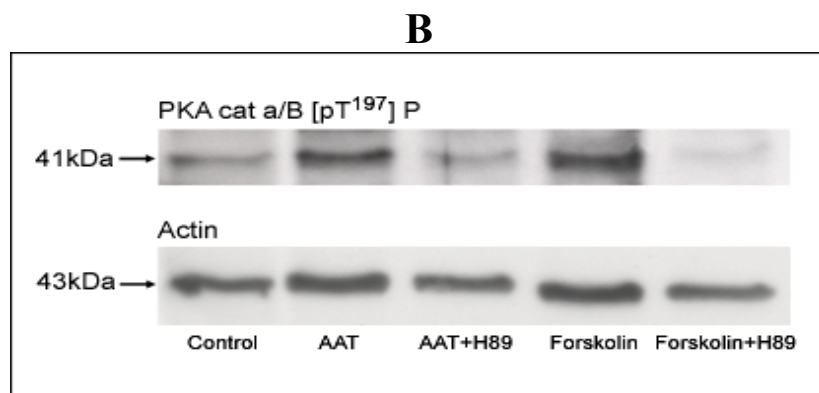 B
PKA cat a/B [pT¹⁹⁷] P
41kDa
Actin
43kDa
Control AAT AAT+H89 Forskolin Forskolin+H89